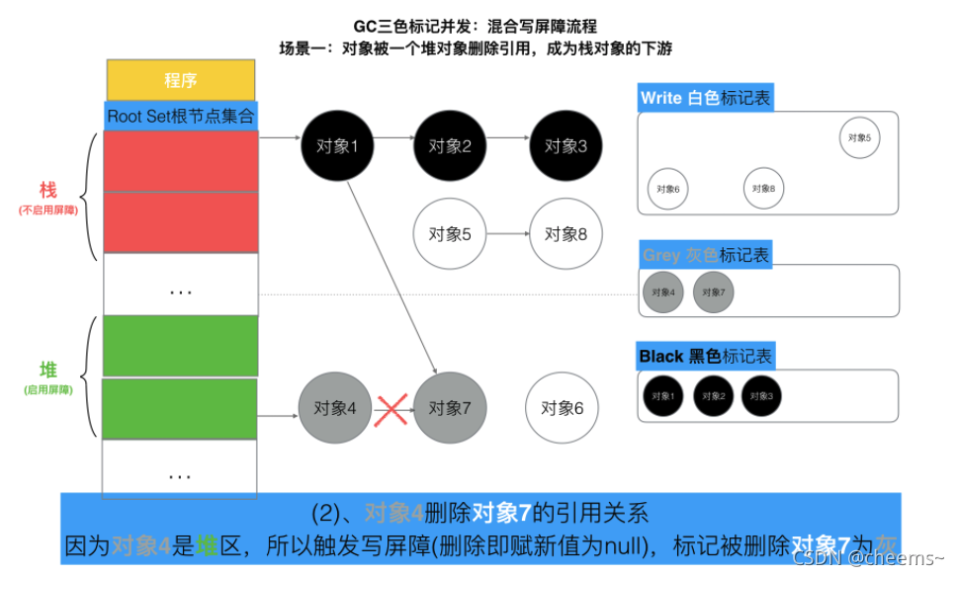 GC三色标记并发：混合写屏障流程
场景一：对象被一个堆对象删除引用，成为栈对象的下游
程序
Root Set根节点集合
栈
(不启用屏障)
...
堆
(启用屏障)
...
对象1
对象2
对象3
对象5
对象8
对象4
对象7
对象6
Write 白色标记表
对象5
对象6
对象8
Grey 灰色标记表
对象4
对象7
Black 黑色标记表
对象1
对象2
对象3
(2)、对象4删除对象7的引用关系
因为对象4是堆区，所以触发写屏障(删除即赋新值为null)，标记被删除对象7为灰
CSDN @cheems~